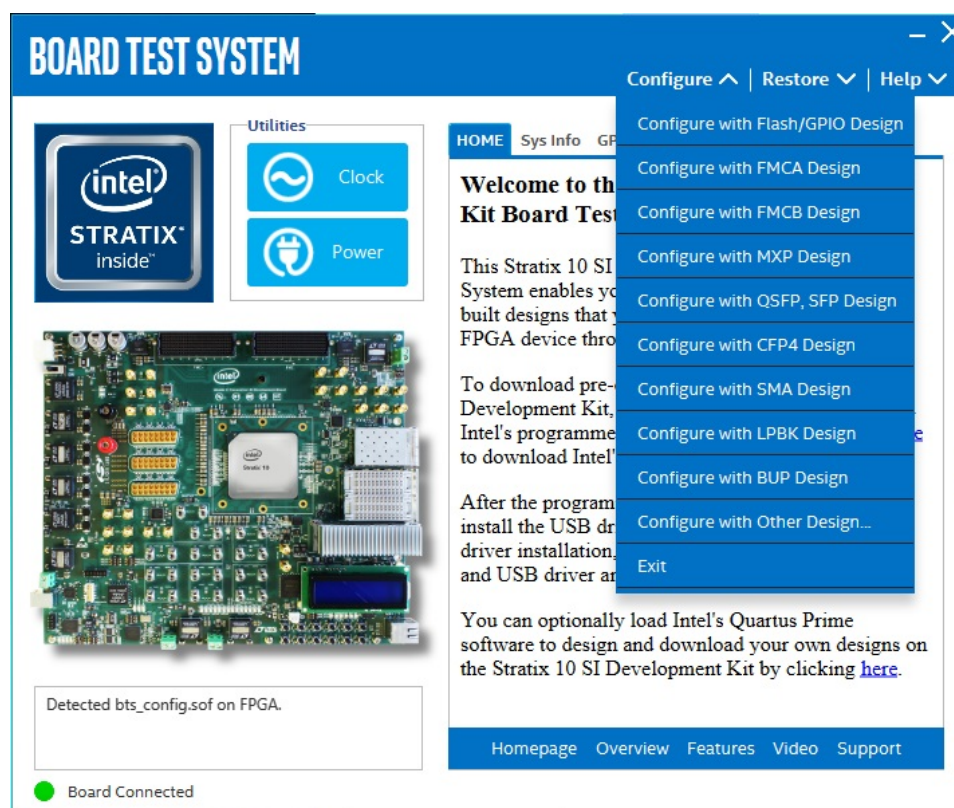 BOARD TEST SYSTEM
Configure | Restore | Help
Configure with Flash/GPIO Design
Configure with FMCA Design
Configure with FMCB Design
Configure with MXP Design
Configure with QSFP, SFP Design
Configure with CFP4 Design
Configure with SMA Design
Configure with LPBK Design
Configure with BUP Design
Configure with Other Design...
Exit
intel®
STRATIX®
inside™
Utilities
Clock
Power
HOME Sys Info
Welcome to th
Kit Board Test
This Stratix 10 SI
System enables yo
built designs that
FPGA device thro
To download pre-
Development Kit,
Intel's programme
to download Intel'
After the program
install the USB dr
driver installation,
and USB driver an
You can optionally load Intel's Quartus Prime
software to design and download your own designs on
the Stratix 10 SI Development Kit by clicking here.
intel
intel
Stratix 10
Detected bts_config.sof on FPGA.
Homepage Overview Features Video Support
Board Connected